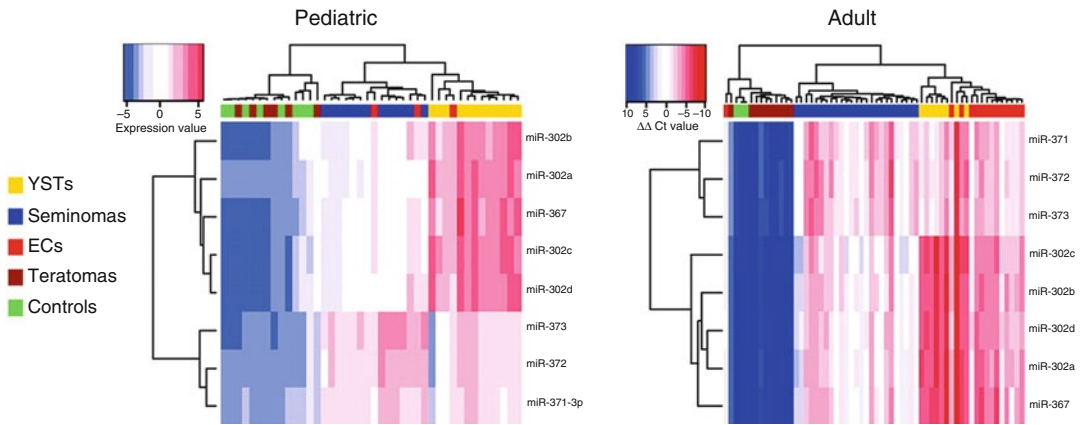 Pediatric
Adult
−5 0 5
Expression value
10 5 0 −5 −10
ΔΔ Ct value
YSTs
Seminomas
ECs
Teratomas
Controls
miR-302b
miR-302a
miR-367
miR-302c
miR-302d
miR-373
miR-372
miR-371-3p
miR-371
miR-372
miR-373
miR-302c
miR-302b
miR-302d
miR-302a
miR-367